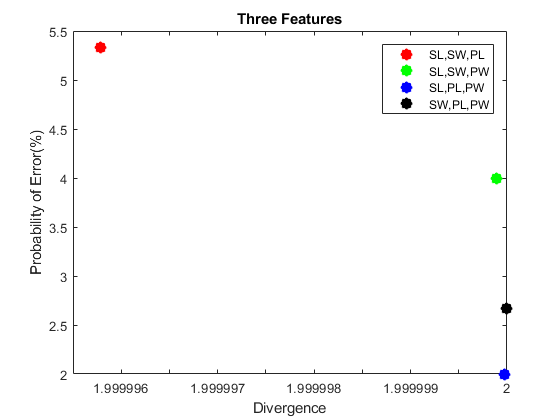 Three Features
5.5
5
4.5
4
3.5
3
2.5
2
Probability of Error(%)
SL,SW,PL
SL,SW,PW
SL,PL,PW
SW,PL,PW
1.999996 1.999997 1.999998 1.999999 2
Divergence